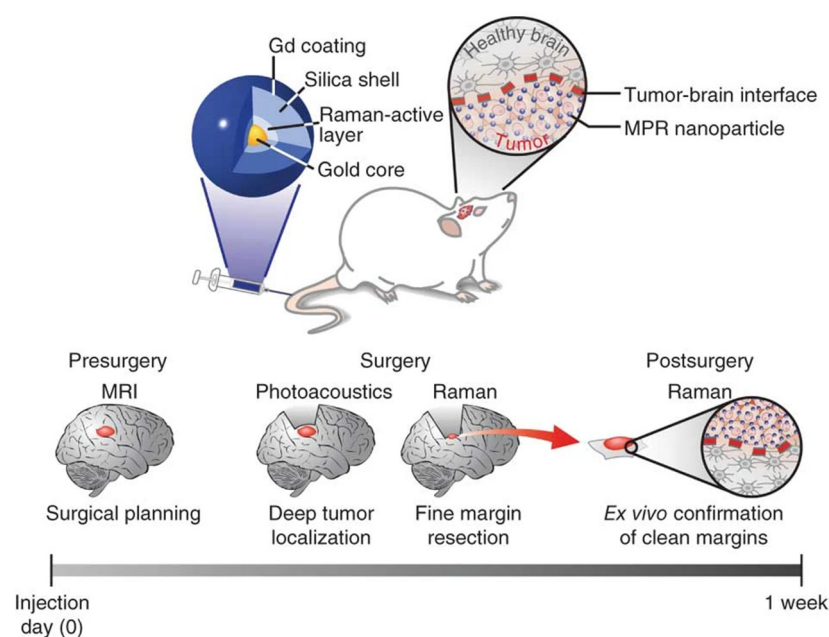 Gd coating
Silica shell
Raman-active
layer
Gold core
Healthy brain
Tumor
Tumor-brain interface
MPR nanoparticle
Presurgery
Surgery
Postsurgery
MRI
Photoacoustics
Raman
Raman
Surgical planning
Deep tumor
localization
Fine margin
resection
Ex vivo confirmation
of clean margins
Injection
day (0)
1 week